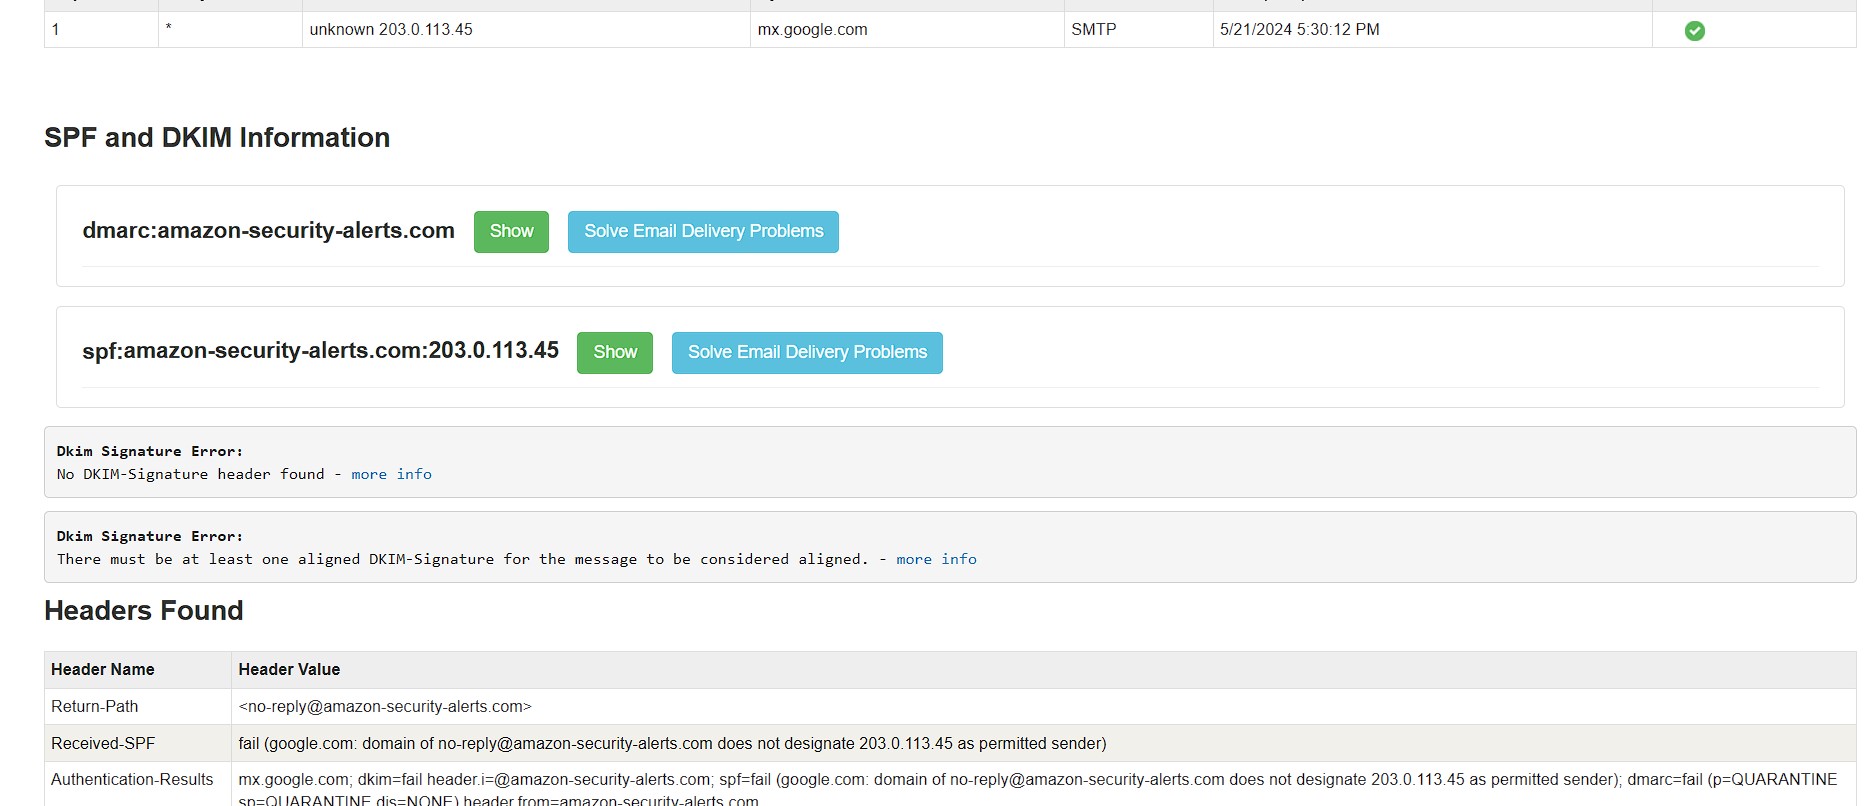 1 * unknown 203.0.113.45 mx.google.com SMTP 5/21/2024 5:30:12 PM
SPF and DKIM Information
dmarc:amazon-security-alerts.com Show Solve Email Delivery Problems
spf:amazon-security-alerts.com:203.0.113.45 Show Solve Email Delivery Problems
Dkim Signature Error:
No DKIM-Signature header found - more info
Dkim Signature Error:
There must be at least one aligned DKIM-Signature for the message to be considered aligned. - more info
Headers Found
Header Name Header Value
Return-Path <no-reply@amazon-security-alerts.com>
Received-SPF fail (google.com: domain of no-reply@amazon-security-alerts.com does not designate 203.0.113.45 as permitted sender)
Authentication-Results mx.google.com; dkim=fail header.i=@amazon-security-alerts.com; spf=fail (google.com: domain of no-reply@amazon-security-alerts.com does not designate 203.0.113.45 as permitted sender); dmarc=fail (p=QUARANTINE
sp=QUARANTINE dis=NONE) header.from=amazon-security-alerts.com